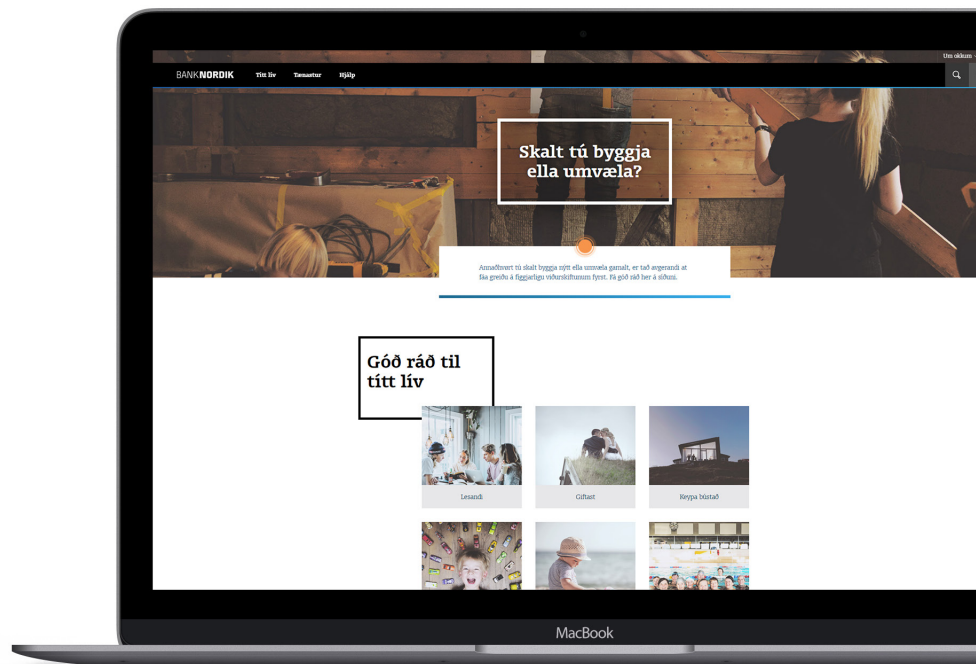 Um okkum
BANKNORDIK Títt lív Tænastur Hjálp
Skalt tú byggja
ella umvæla?
Annaðhvørt tú skalt byggja nýtt ella umvæla gamalt, er tað avgerandi at
fáa greiðu á fíggjarligu viðurskiftunum fyrst. Fá góð ráð her á síðuni.
Góð ráð til
títt lív
Lesandi Giftast Keypa bústað
MacBook